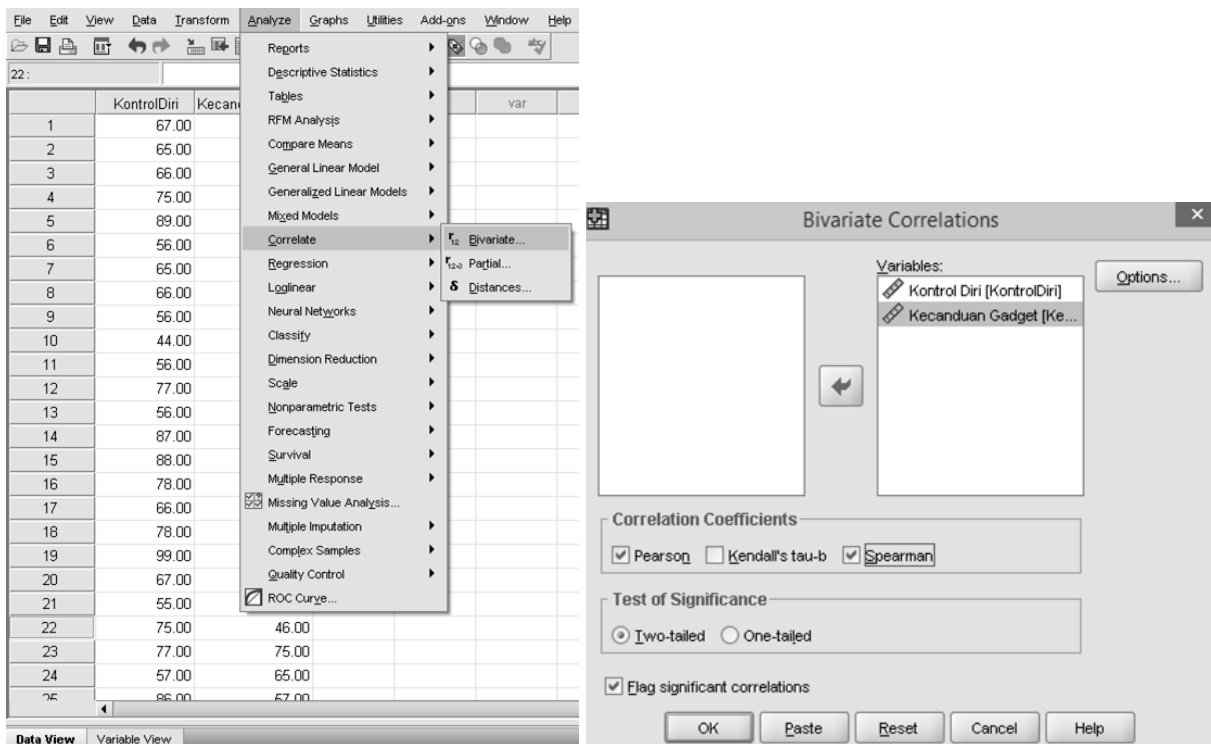 File Edit View Data Transform Analyze Graphs Utilities Add-ons Window Help
22 :
KontrolDiri Kecan var
1 67.00
2 65.00
3 66.00
4 75.00
5 89.00
6 56.00
7 65.00
8 66.00
9 56.00
10 44.00
11 56.00
12 77.00
13 56.00
14 87.00
15 88.00
16 78.00
17 66.00
18 78.00
19 99.00
20 67.00
21 55.00
22 75.00 46.00
23 77.00 75.00
24 57.00 65.00
25 86.00 57.00
Data View Variable View
Reports
Descriptive Statistics
Tables
RFM Analysis
Compare Means
General Linear Model
Generalized Linear Models
Mixed Models
Correlate
Regression
Loglinear
Neural Networks
Classify
Dimension Reduction
Scale
Nonparametric Tests
Forecasting
Survival
Multiple Response
Missing Value Analysis...
Multiple Imputation
Complex Samples
Quality Control
ROC Curve...
r12 Bivariate...
r12•3 Partial...
δ Distances...
Bivariate Correlations
Variables:
Kontrol Diri [KontrolDiri]
Kecanduan Gadget [Ke...
Options...
Correlation Coefficients
Pearson Kendall's tau-b Spearman
Test of Significance
Two-tailed One-tailed
Flag significant correlations
OK Paste Reset Cancel Help